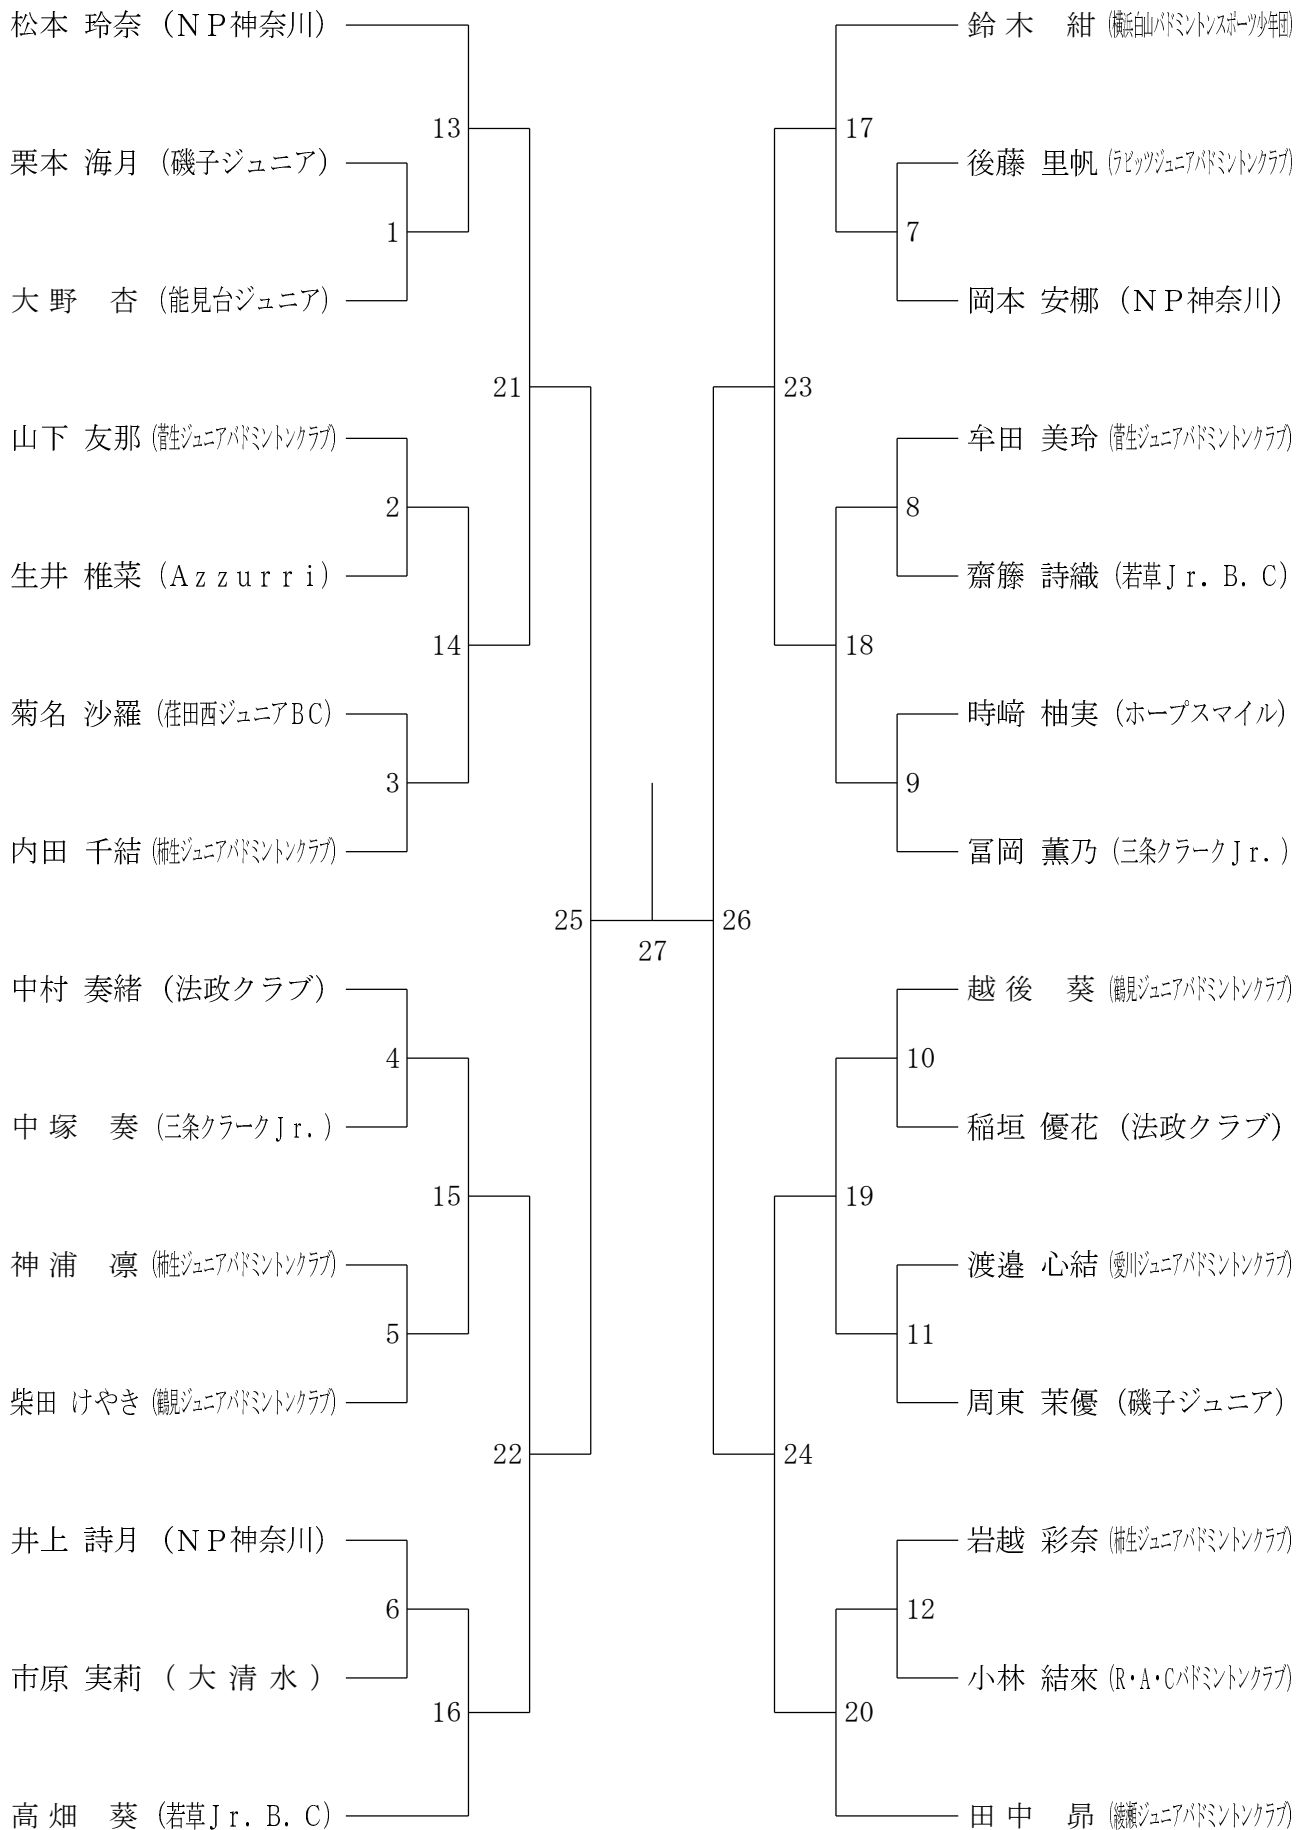 松本 玲奈 (ＮＰ神奈川)
13
栗本 海月 (磯子ジュニア)
1
大野 杏 (能見台ジュニア)
21
山下 友那 (菅生ジュニアバドミントンクラブ)
2
生井 椎菜 (Ａｚｚｕｒｒｉ)
14
菊名 沙羅 (荏田西ジュニアＢＣ)
3
内田 千結 (柿生ジュニアバドミントンクラブ)
25
中村 奏緒 (法政クラブ)
4
中塚 奏 (三条クラークＪｒ.)
15
神浦 凛 (柿生ジュニアバドミントンクラブ)
5
柴田 けやき (鶴見ジュニアバドミントンクラブ)
22
井上 詩月 (ＮＰ神奈川)
6
市原 実莉 (大清水)
16
高畑 葵 (若草Ｊｒ.Ｂ.Ｃ)
27
鈴木 紺 (横浜白山バドミントンスポーツ少年団)
17
後藤 里帆 (ラビッツジュニアバドミントンクラブ)
7
岡本 安梛 (ＮＰ神奈川)
23
牟田 美玲 (菅生ジュニアバドミントンクラブ)
8
齋籐 詩織 (若草Ｊｒ.Ｂ.Ｃ)
18
時﨑 柚実 (ホープスマイル)
9
冨岡 薫乃 (三条クラークＪｒ.)
26
越後 葵 (鶴見ジュニアバドミントンクラブ)
10
稲垣 優花 (法政クラブ)
19
渡邉 心結 (愛川ジュニアバドミントンクラブ)
11
周東 茉優 (磯子ジュニア)
24
岩越 彩奈 (柿生ジュニアバドミントンクラブ)
12
小林 結來 (R・A・Cバドミントンクラブ)
20
田中 昴 (綾瀬ジュニアバドミントンクラブ)